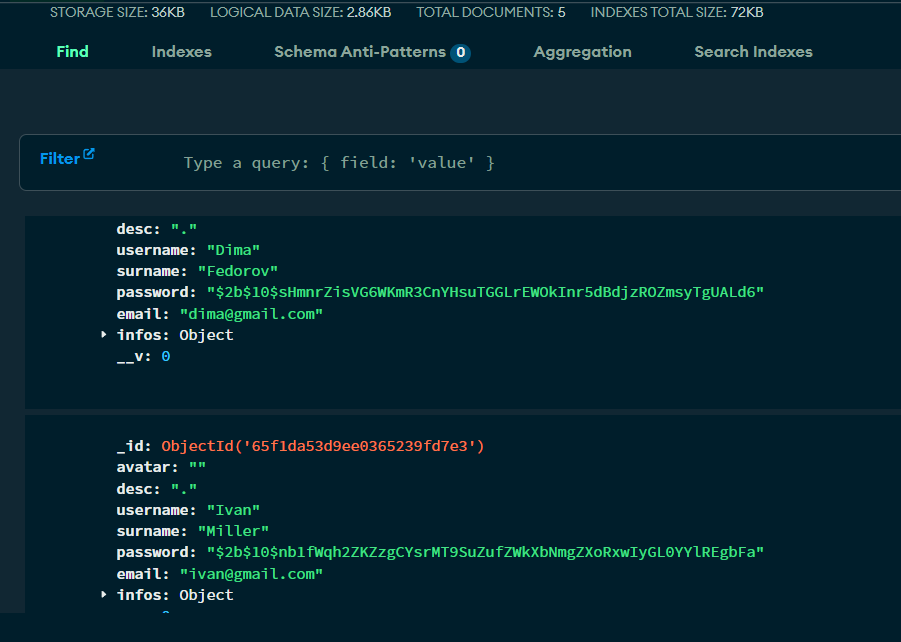 STORAGE SIZE: 36KB LOGICAL DATA SIZE: 2.86KB TOTAL DOCUMENTS: 5 INDEXES TOTAL SIZE: 72KB
Find Indexes Schema Anti-Patterns 0 Aggregation Search Indexes
Filter Type a query: { field: 'value' }
desc: "."
username: "Dima"
surname: "Fedorov"
password: "$2b$10$sHmnrZisVG6WKmR3CnYHsuTGGLrEWOkInr5dBdjzROZmsyTgUALd6"
email: "dima@gmail.com"
infos: Object
__v: 0
_id: ObjectId('65f1da53d9ee0365239fd7e3')
avatar: ""
desc: "."
username: "Ivan"
surname: "Miller"
password: "$2b$10$nb1fWqh2ZKZzgCYsrMT9SuZufZWkXbNmgZXoRxwIyGL0YYlREgbFa"
email: "ivan@gmail.com"
infos: Object